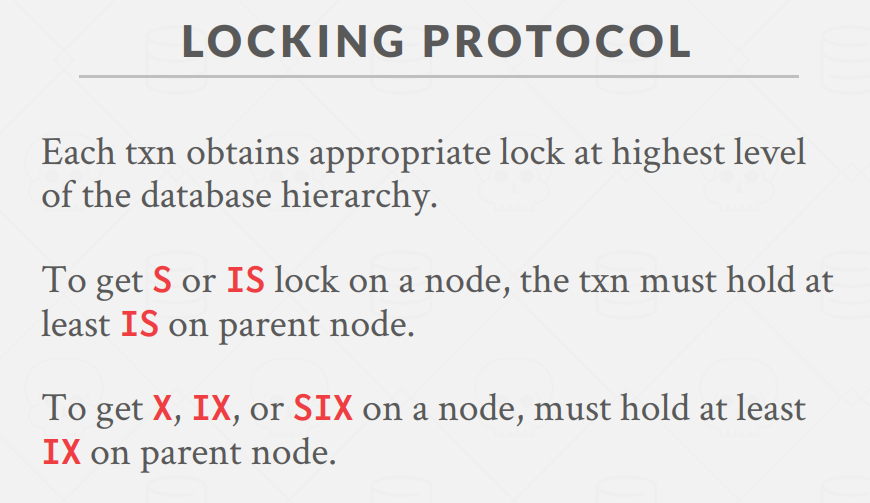 LOCKING PROTOCOL
Each txn obtains appropriate lock at highest level
of the database hierarchy.
To get S or IS lock on a node, the txn must hold at
least IS on parent node.
To get X, IX, or SIX on a node, must hold at least
IX on parent node.